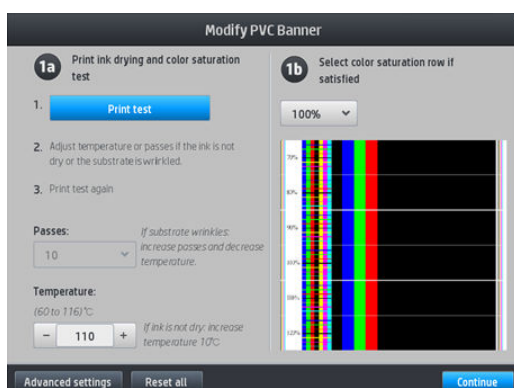 Modify PVC Banner
1a
Print ink drying and color saturation
test
1.
Print test
2. Adjust temperature or passes if the ink is not
dry or the substrate is wrinkled.
3. Print test again
Passes:
10
If substrate wrinkles:
increase passes and decrease
temperature.
Temperature:
(60 to 116)°C
- 110 +
If ink is not dry: increase
temperature 10°C
1b
Select color saturation row if
satisfied
100%
70%
90%
100%
120%
Advanced settings
Reset all
Continue